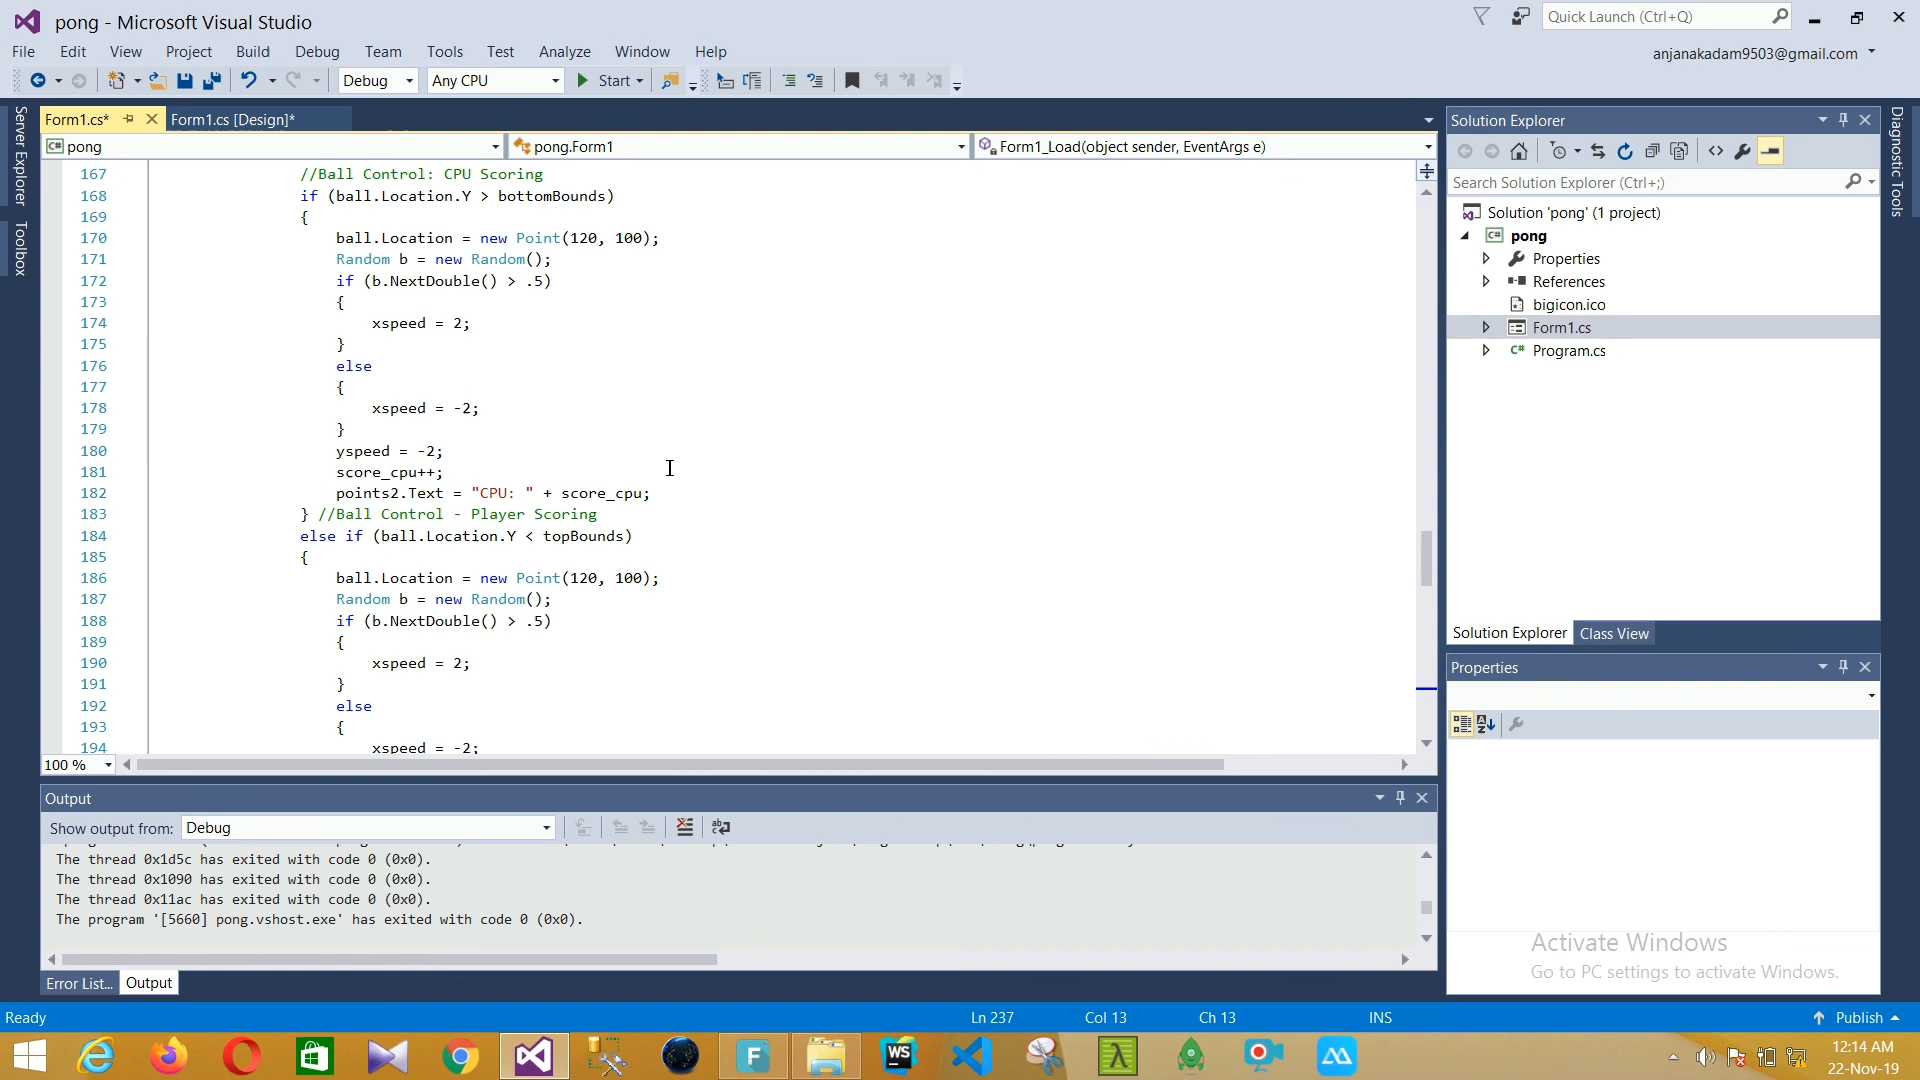 pong - Microsoft Visual Studio
Quick Launch (Ctrl+Q)
File Edit View Project Build Debug Team Tools Test Analyze Window Help
anjanakadam9503@gmail.com
Debug Any CPU Start
Server Explorer
Toolbox
Form1.cs*
Form1.cs [Design]*
pong
pong.Form1
Form1_Load(object sender, EventArgs e)
167 //Ball Control: CPU Scoring
168 if (ball.Location.Y > bottomBounds)
169 {
170 ball.Location = new Point(120, 100);
171 Random b = new Random();
172 if (b.NextDouble() > .5)
173 {
174 xspeed = 2;
175 }
176 else
177 {
178 xspeed = -2;
179 }
180 yspeed = -2;
181 score_cpu++;
182 points2.Text = "CPU: " + score_cpu;
183 } //Ball Control - Player Scoring
184 else if (ball.Location.Y < topBounds)
185 {
186 ball.Location = new Point(120, 100);
187 Random b = new Random();
188 if (b.NextDouble() > .5)
189 {
190 xspeed = 2;
191 }
192 else
193 {
194 xspeed = -2;
100 %
Output
Show output from: Debug
The thread 0x1d5c has exited with code 0 (0x0).
The thread 0x1090 has exited with code 0 (0x0).
The thread 0x11ac has exited with code 0 (0x0).
The program '[5660] pong.vshost.exe' has exited with code 0 (0x0).
Error List... Output
Solution Explorer
Search Solution Explorer (Ctrl+;)
Solution 'pong' (1 project)
C# pong
Properties
References
bigicon.ico
Form1.cs
C# Program.cs
Solution Explorer Class View
Properties
Activate Windows
Go to PC settings to activate Windows.
Diagnostic Tools
Ready
Ln 237 Col 13 Ch 13 INS
Publish
F
WS
12:14 AM
22-Nov-19